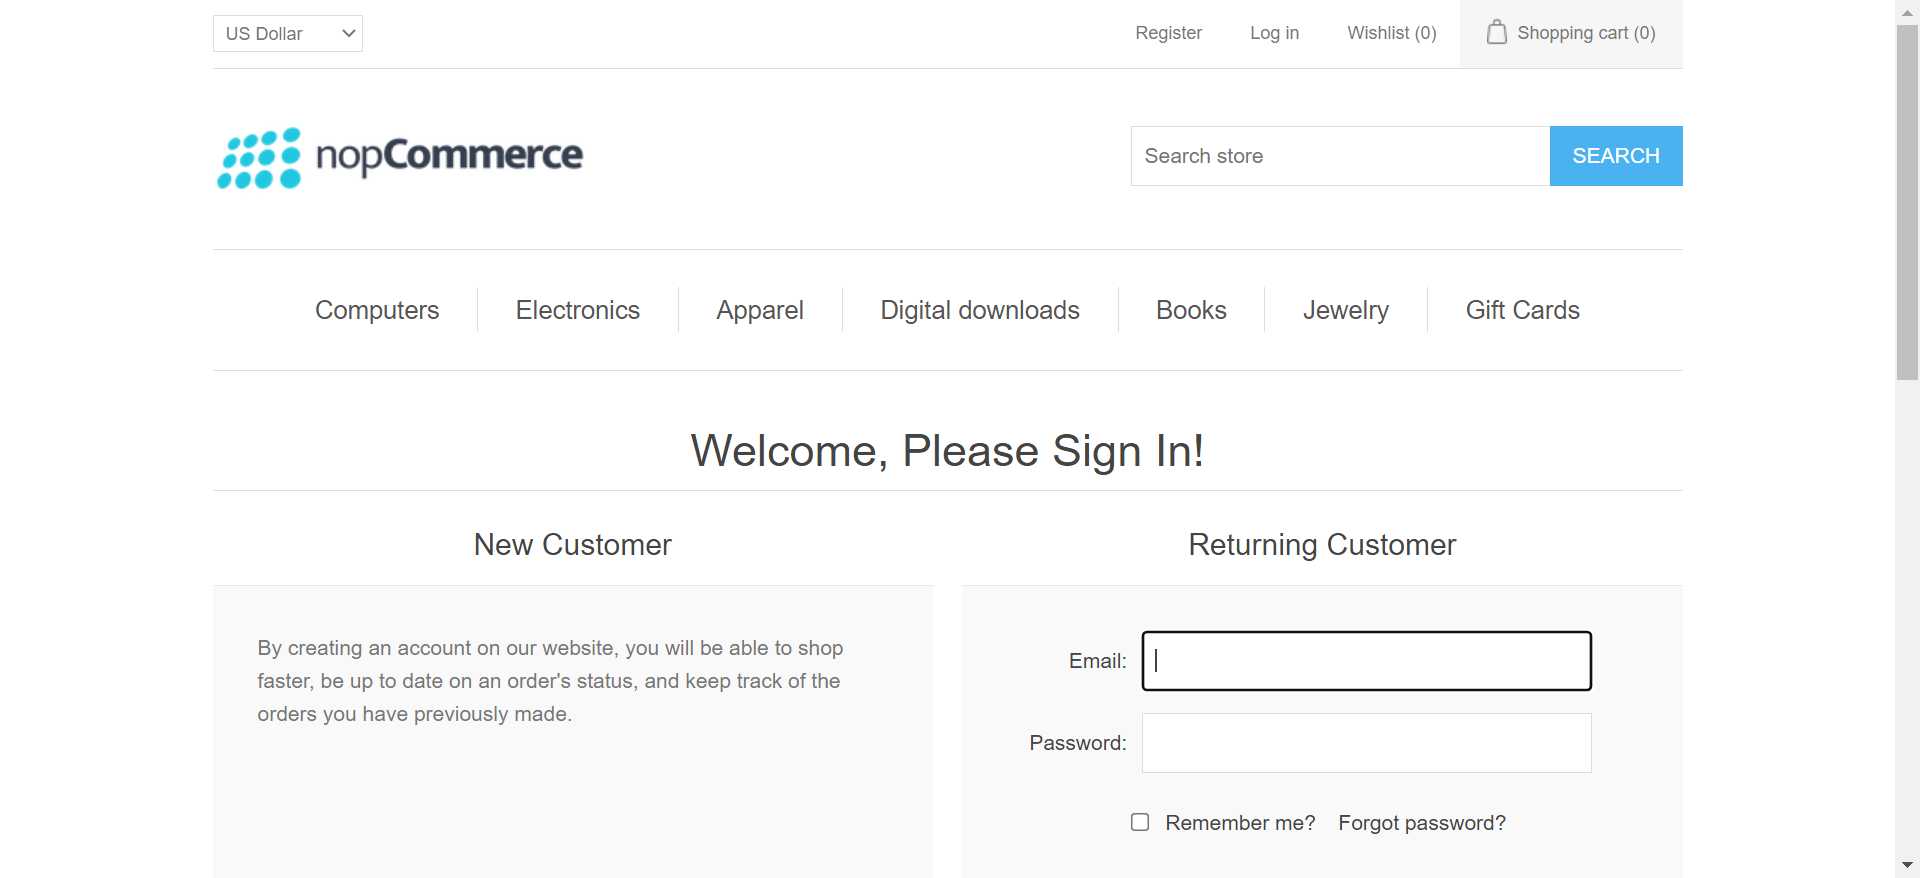 US Dollar
Register
Log in
Wishlist (0)
Shopping cart (0)
nopCommerce
Search store
SEARCH
Computers
Electronics
Apparel
Digital downloads
Books
Jewelry
Gift Cards
Welcome, Please Sign In!
New Customer
By creating an account on our website, you will be able to shop
faster, be up to date on an order's status, and keep track of the
orders you have previously made.
Returning Customer
Email:
Password:
Remember me?
Forgot password?